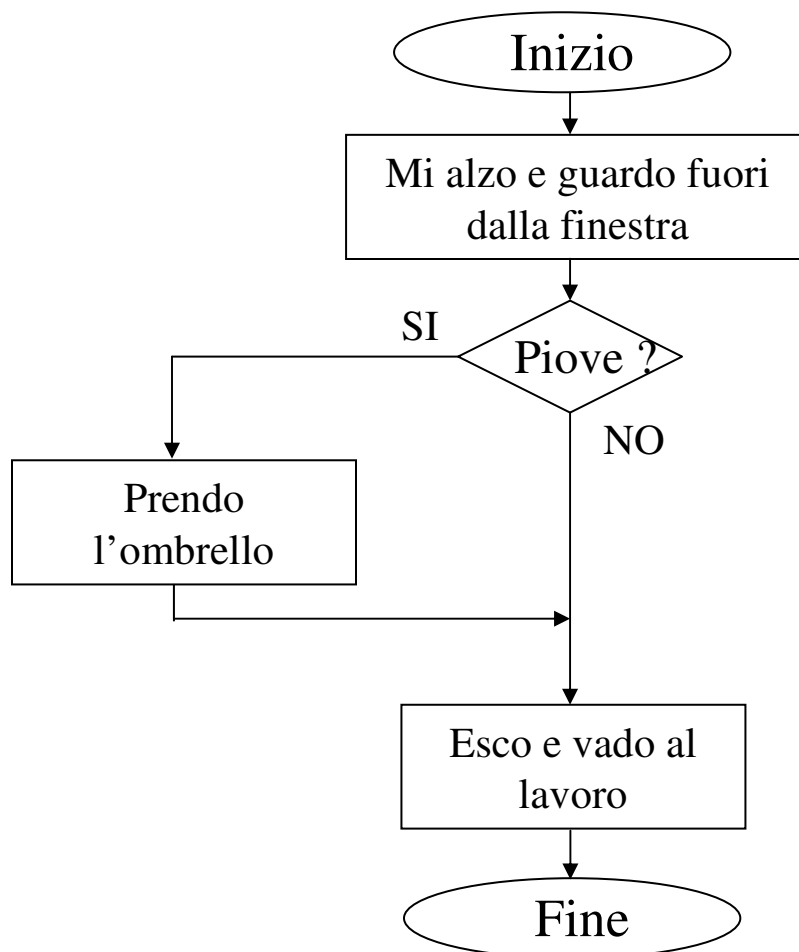 Inizio
Mi alzo e guardo fuori
dalla finestra
SI
Piove ?
NO
Prendo
l’ombrello
Esco e vado al
lavoro
Fine